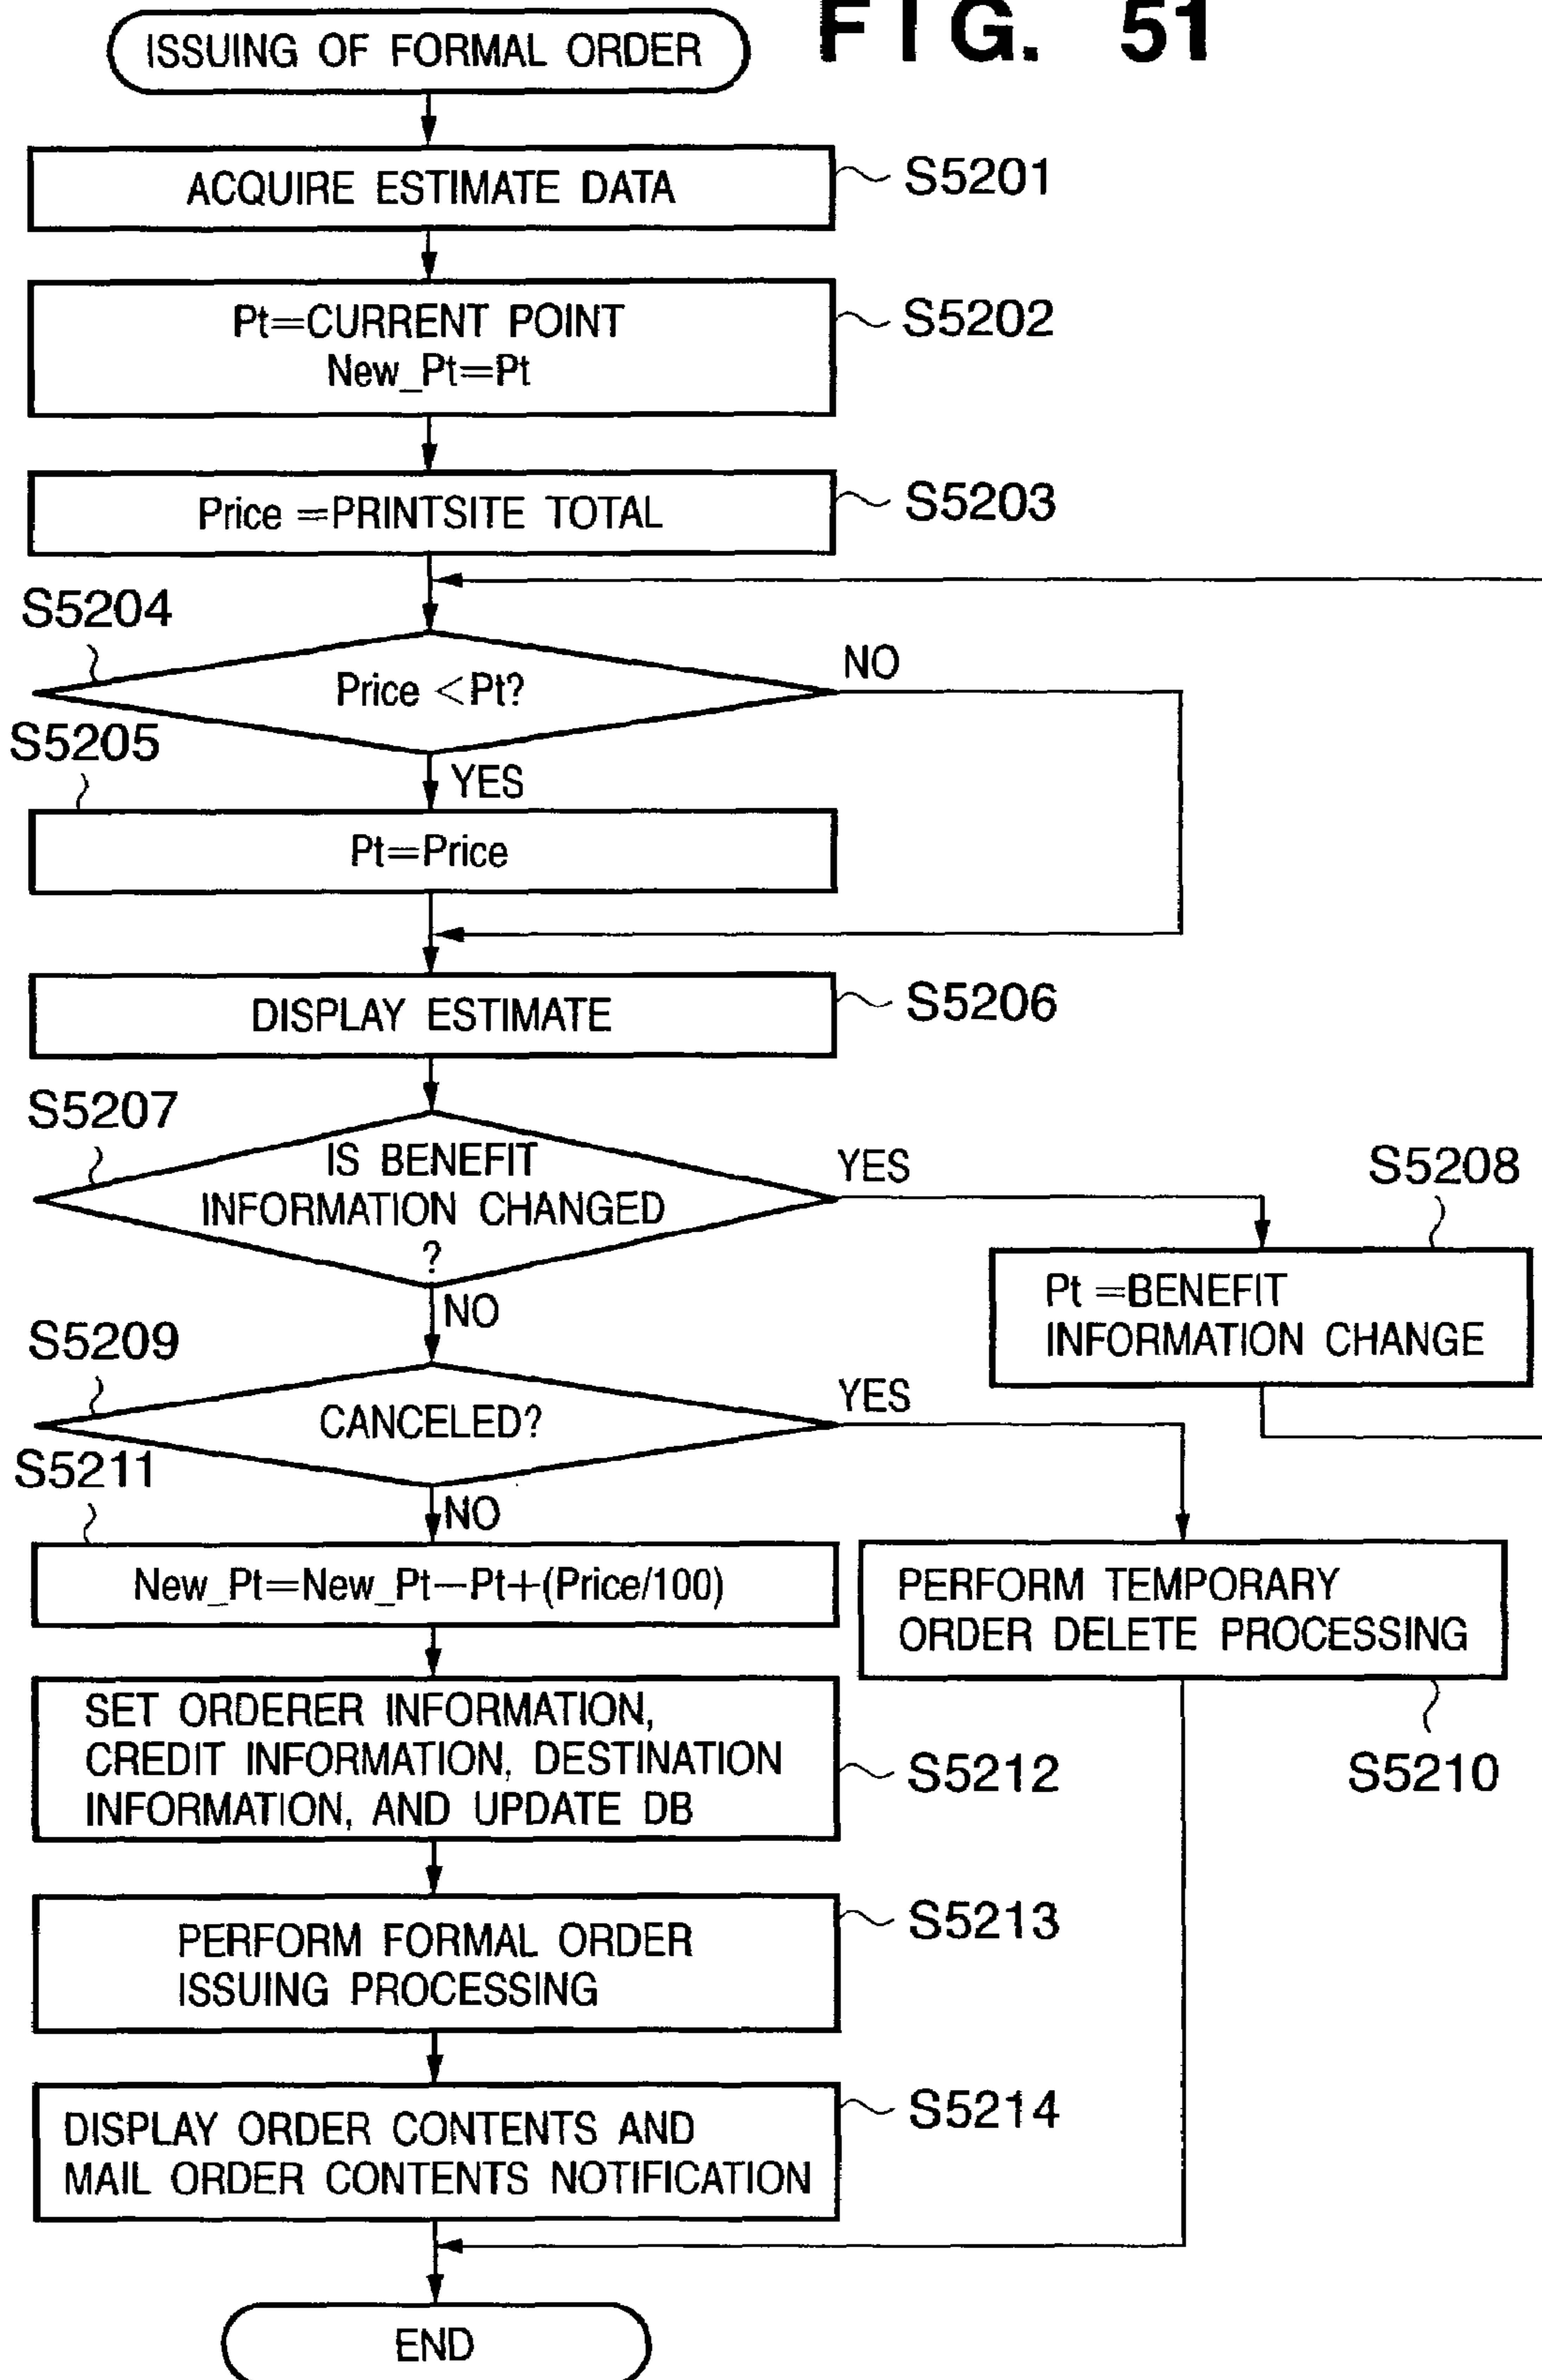 FIG. 51
ISSUING OF FORMAL ORDER
ACQUIRE ESTIMATE DATA
S5201
Pt=CURRENT POINT
New_Pt=Pt
S5202
Price =PRINTSITE TOTAL
S5203
S5204
Price <Pt?
NO
YES
S5205
Pt=Price
DISPLAY ESTIMATE
S5206
S5207
IS BENEFIT
INFORMATION CHANGED
?
YES
NO
S5208
Pt =BENEFIT
INFORMATION CHANGE
S5209
CANCELED?
YES
NO
S5211
New_Pt=New_Pt−Pt+(Price/100)
PERFORM TEMPORARY
ORDER DELETE PROCESSING
S5210
SET ORDERER INFORMATION,
CREDIT INFORMATION, DESTINATION
INFORMATION, AND UPDATE DB
S5212
PERFORM FORMAL ORDER
ISSUING PROCESSING
S5213
DISPLAY ORDER CONTENTS AND
MAIL ORDER CONTENTS NOTIFICATION
S5214
END